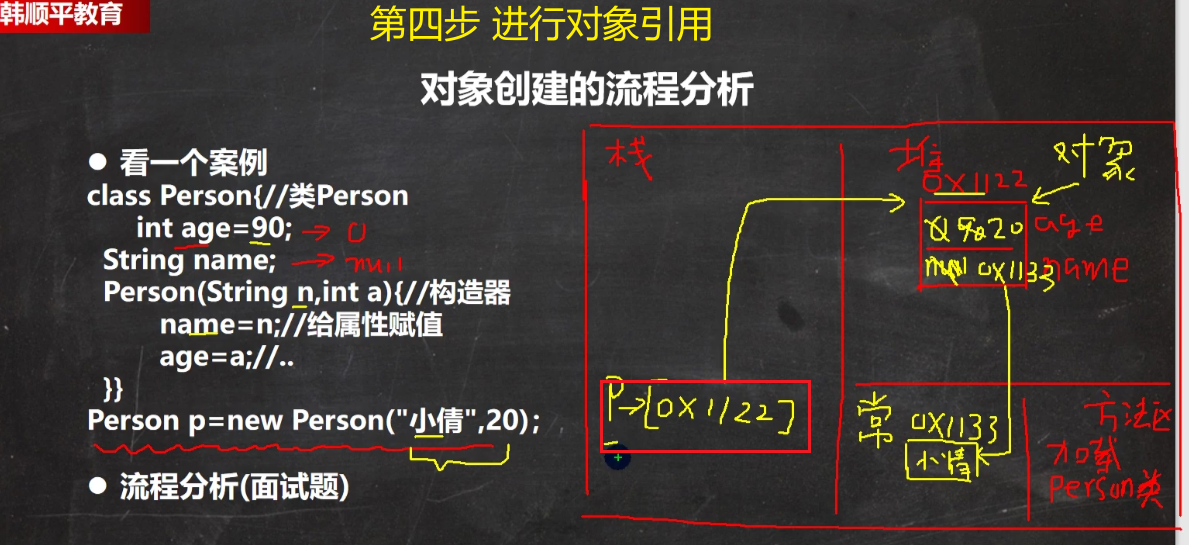 韩顺平教育
第四步 进行对象引用
对象创建的流程分析
● 看一个案例
class Person{//类Person
int age=90; → 0
String name; → null
Person(String n,int a){//构造器
name=n;//给属性赋值
age=a;//..
}}
Person p=new Person("小倩",20);
● 流程分析(面试题)
栈
堆
对象
0X1122
20 age
null 0X1133 name
P→[0X1122]
常
0X1133
小倩
方法区
加载
Person类